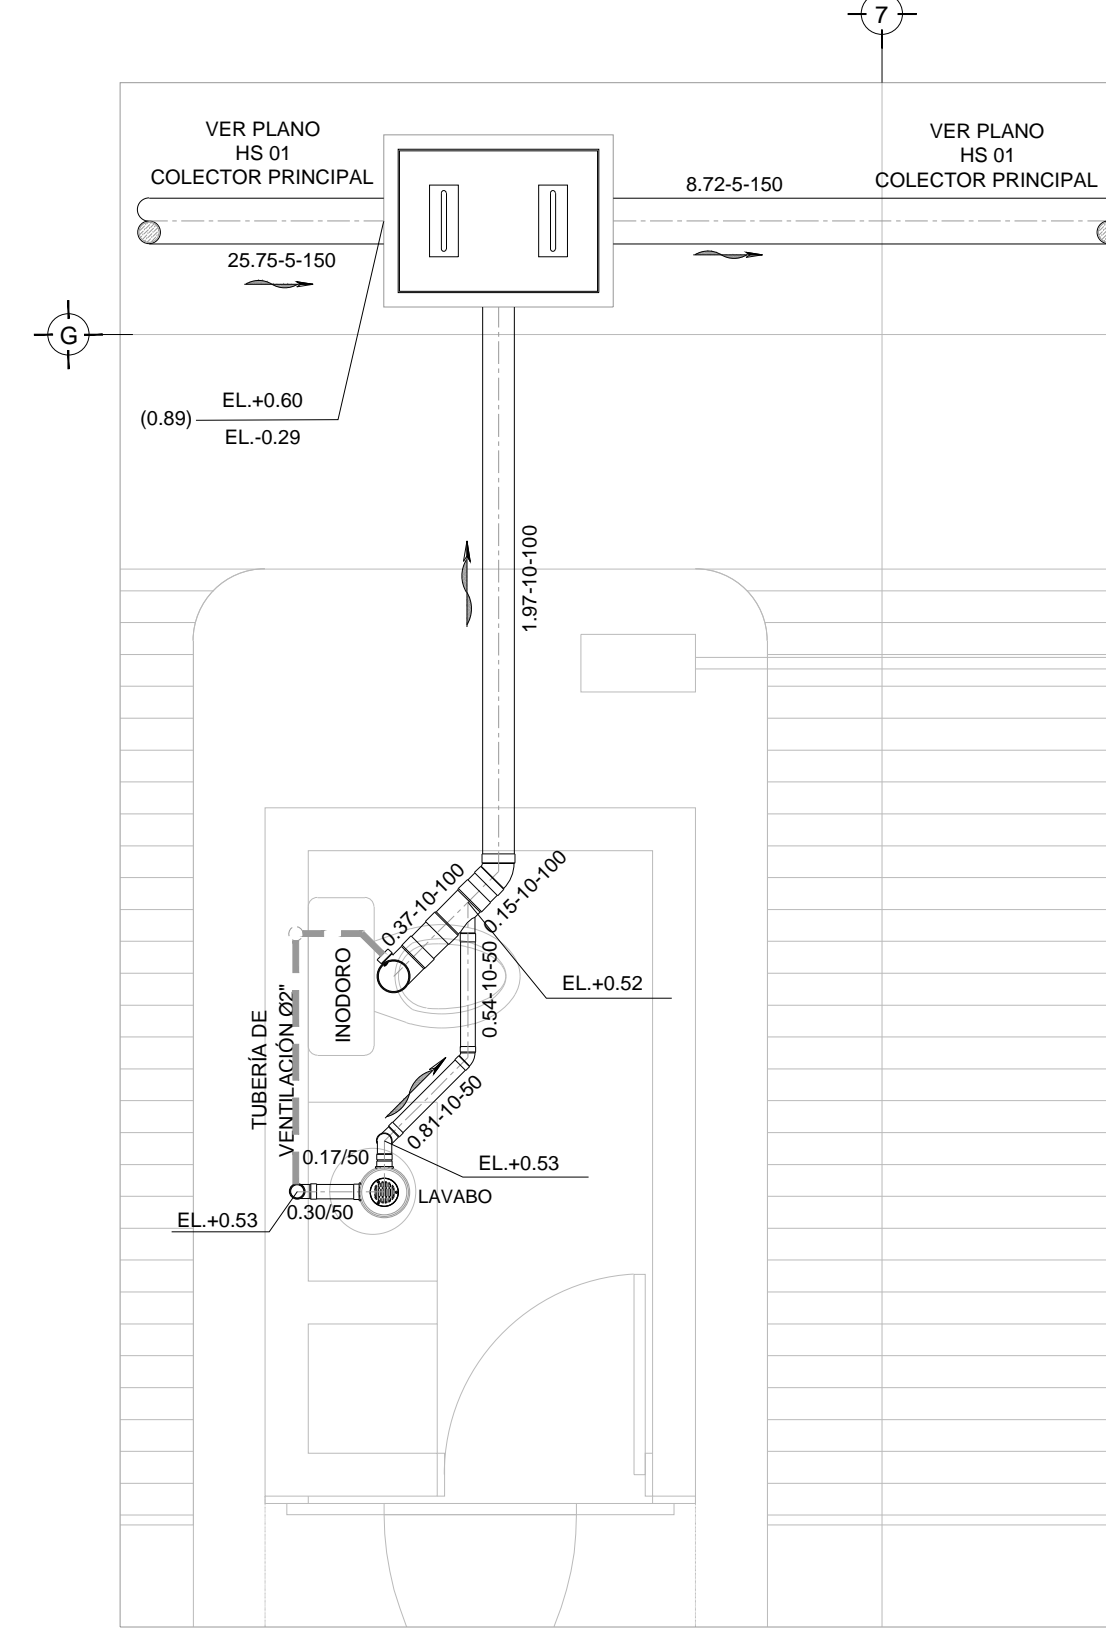 7
VER PLANO
HS 01
COLECTOR PRINCIPAL
VER PLANO
HS 01
COLECTOR PRINCIPAL
8.72-5-150
25.75-5-150
G
(0.89)
EL.+0.60
EL.-0.29
1.97-10-100
0.37-10-100
0.15-10-100
INODORO
0.54-10-50
EL.+0.52
TUBERÍA DE
VENTILACIÓN Ø2"
0.81-10-50
0.17/50
EL.+0.53
LAVABO
0.30/50
EL.+0.53